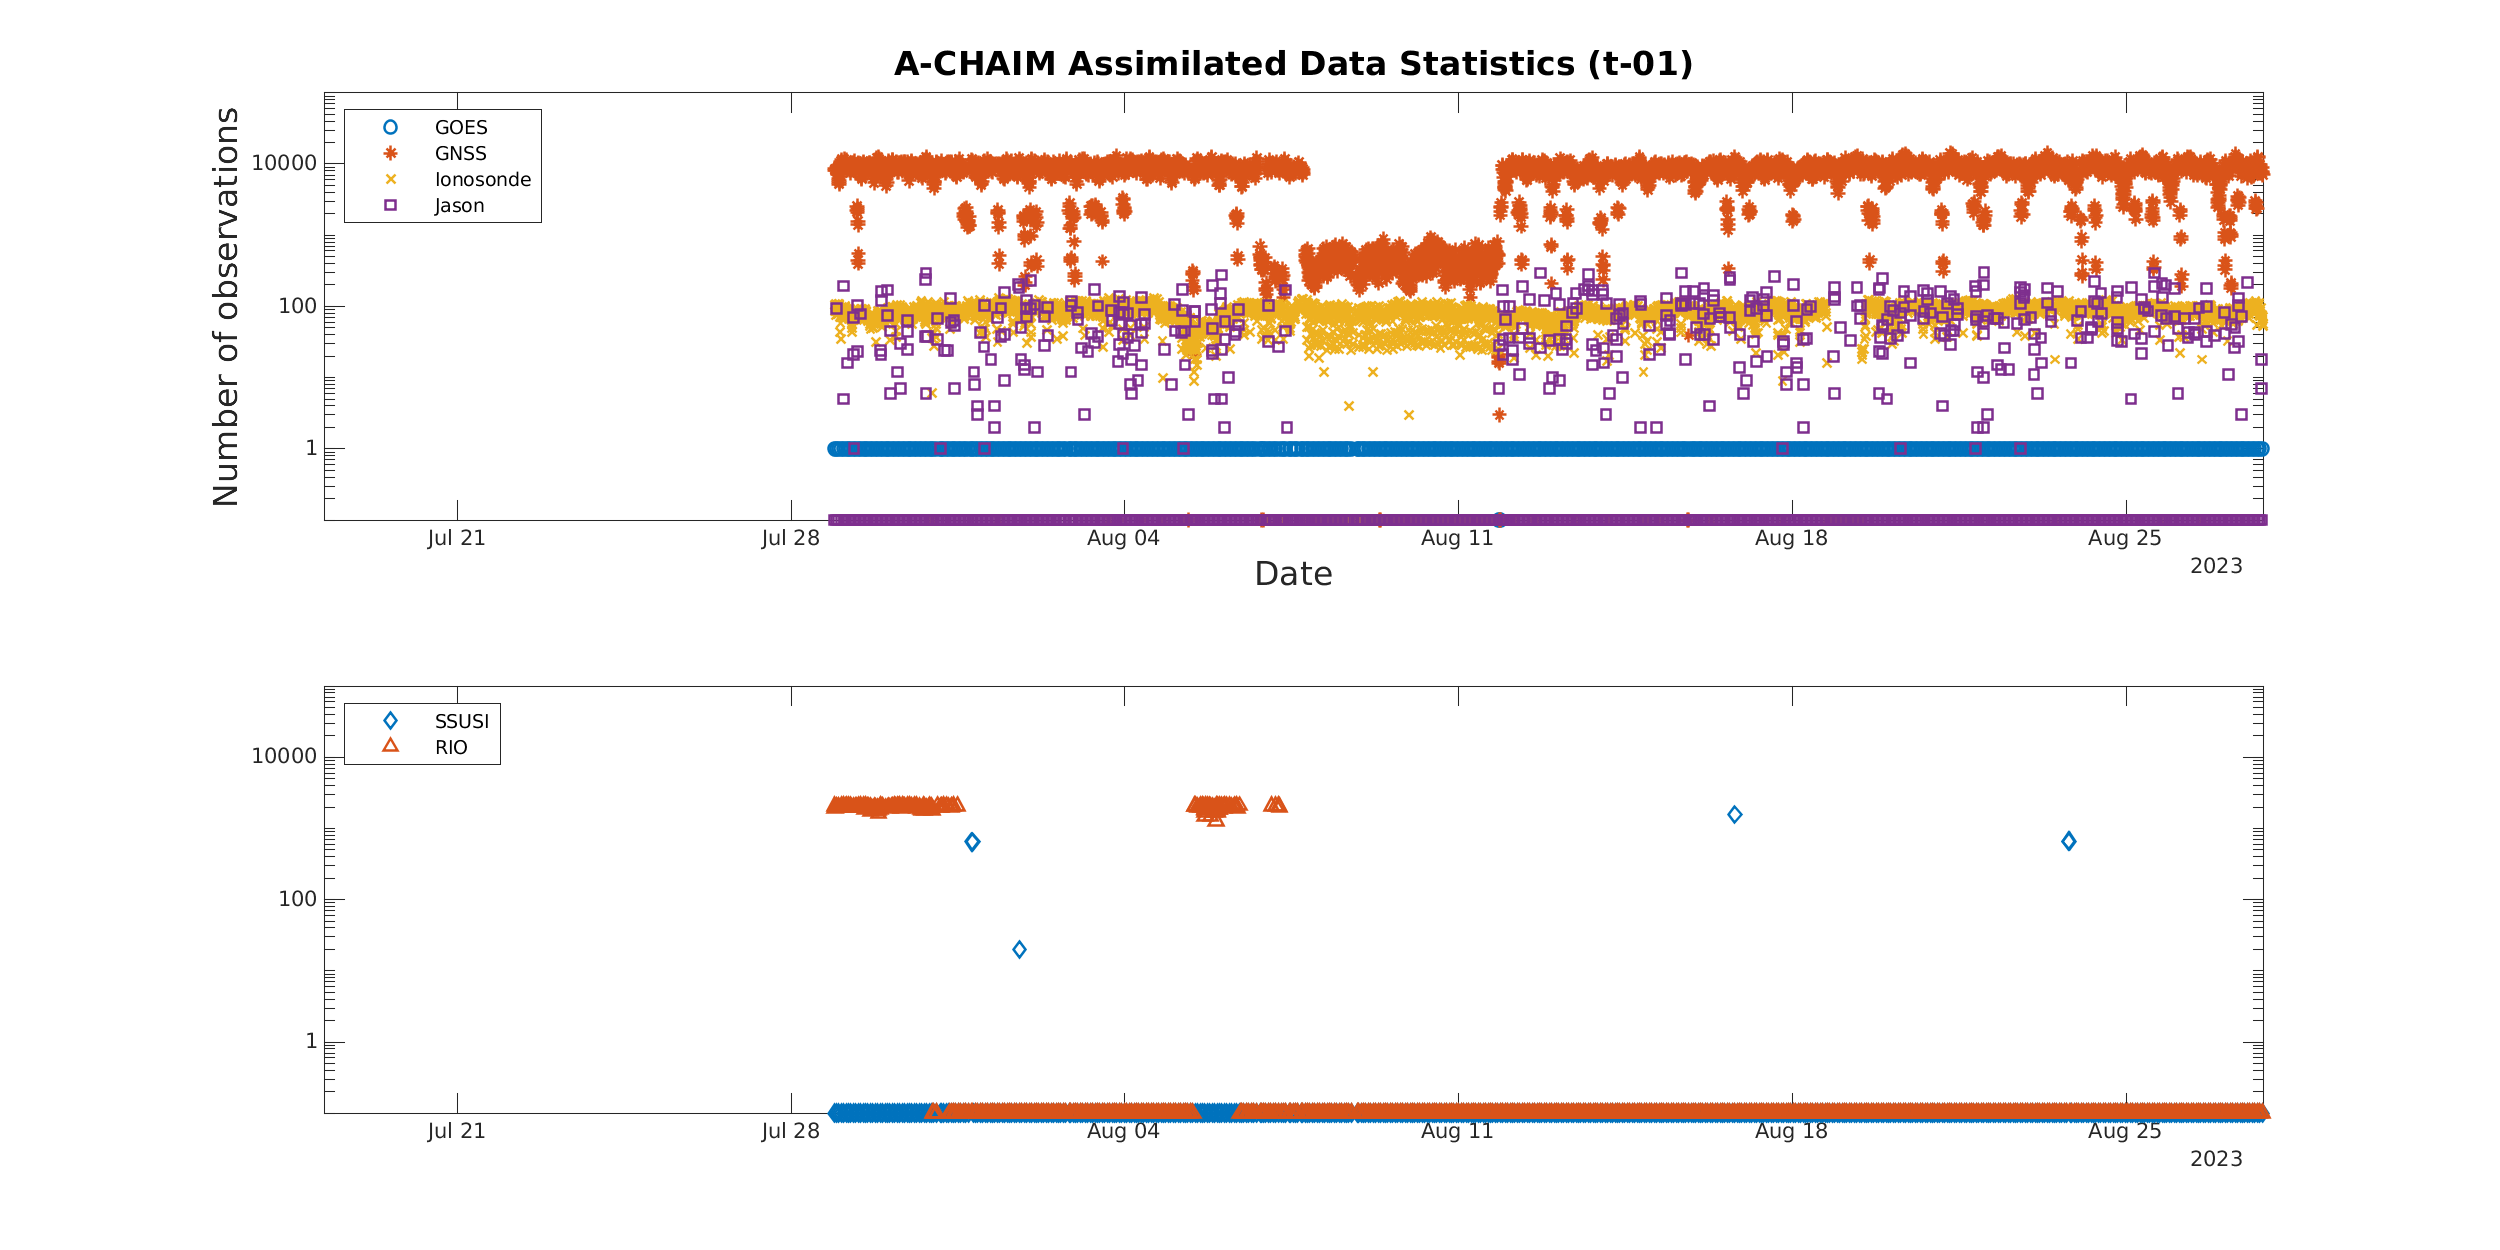 A-CHAIM Assimilated Data Statistics (t-01)
Number of observations
10000
100
1
GOES
GNSS
Ionosonde
Jason
Jul 21
Jul 28
Aug 04
Aug 11
Aug 18
Aug 25
2023
Date
10000
100
1
SSUSI
RIO
Jul 21
Jul 28
Aug 04
Aug 11
Aug 18
Aug 25
2023